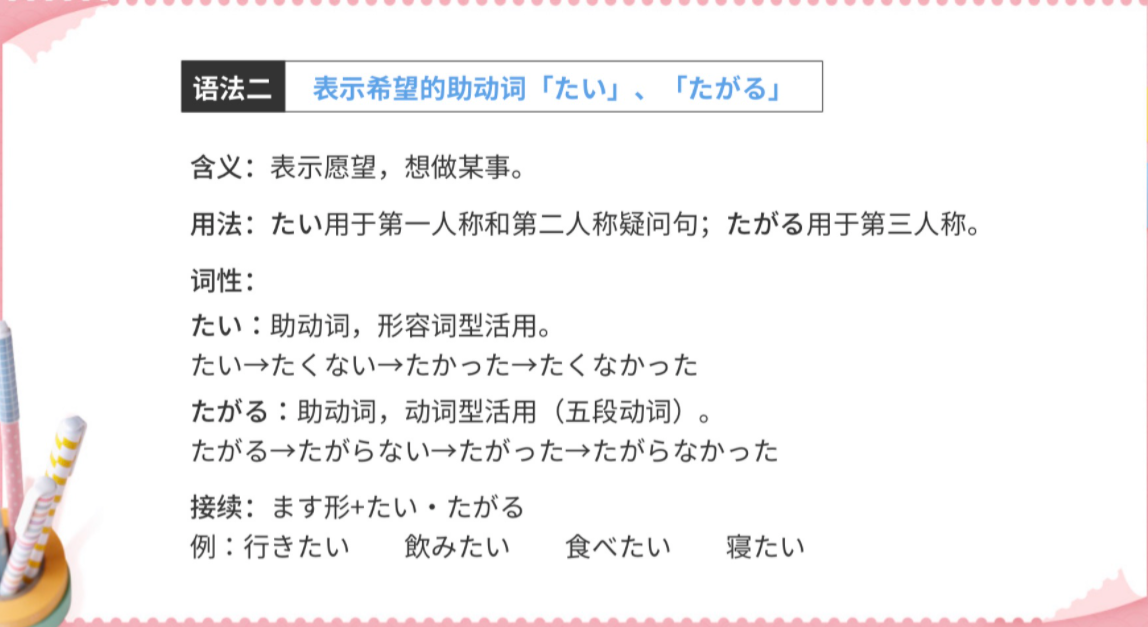 语法二 表示希望的助动词「たい」、「たがる」
含义：表示愿望，想做某事。
用法：たい用于第一人称和第二人称疑问句；たがる用于第三人称。
词性：
たい：助动词，形容词型活用。
たい→たくない→たかった→たくなかった
たがる：助动词，动词型活用（五段动词）。
たがる→たがらない→たがった→たがらなかった
接续：ます形+たい・たがる
例：行きたい 飲みたい 食べたい 寝たい